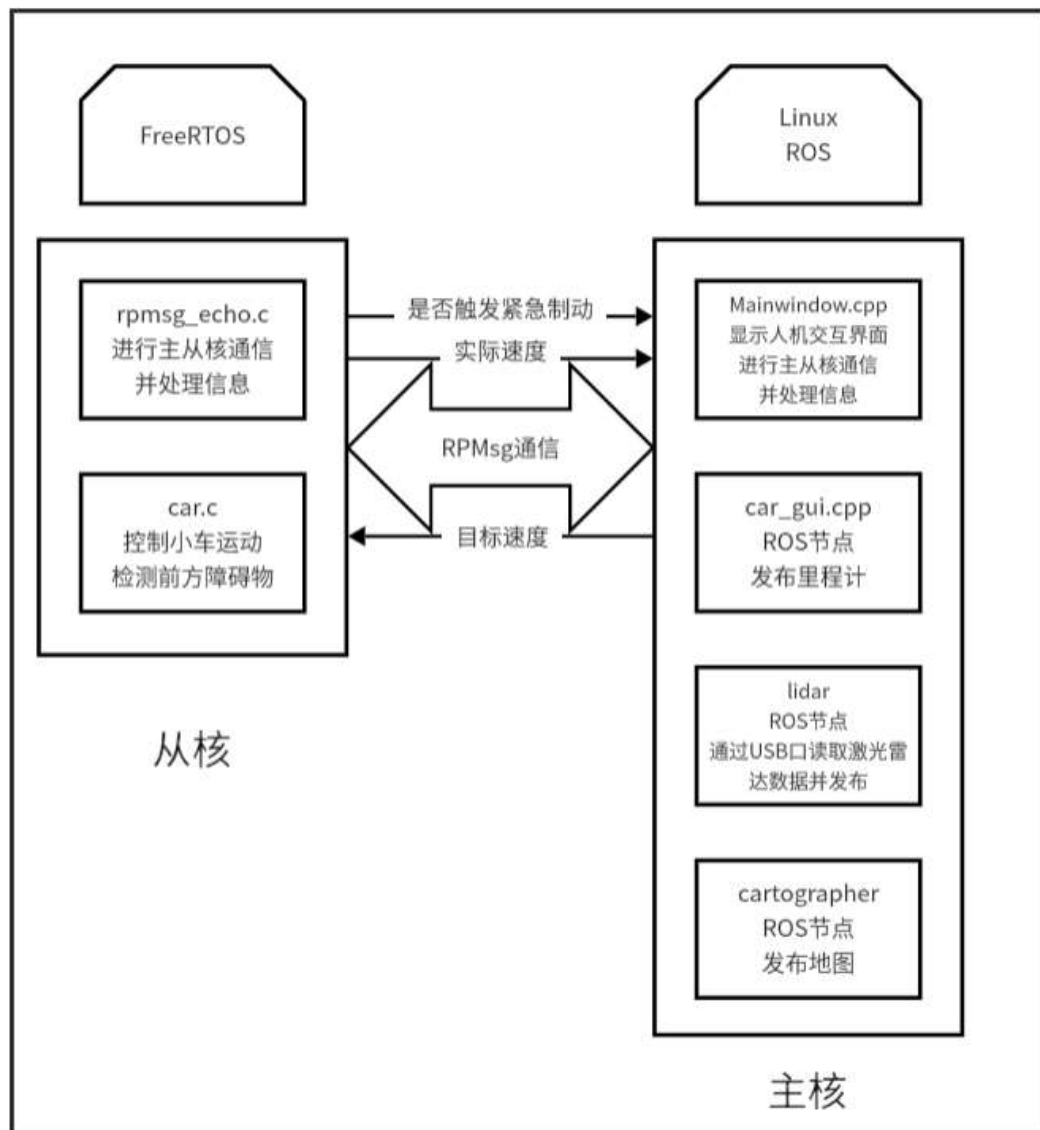 FreeRTOS
Linux
ROS
rpmsg_echo.c
进行主从核通信
并处理信息
car.c
控制小车运动
检测前方障碍物
从核
是否触发紧急制动
实际速度
RPMsg通信
目标速度
Mainwindow.cpp
显示人机交互界面
进行主从核通信
并处理信息
car_gui.cpp
ROS节点
发布里程计
lidar
ROS节点
通过USB口读取激光雷
达数据并发布
cartographer
ROS节点
发布地图
主核